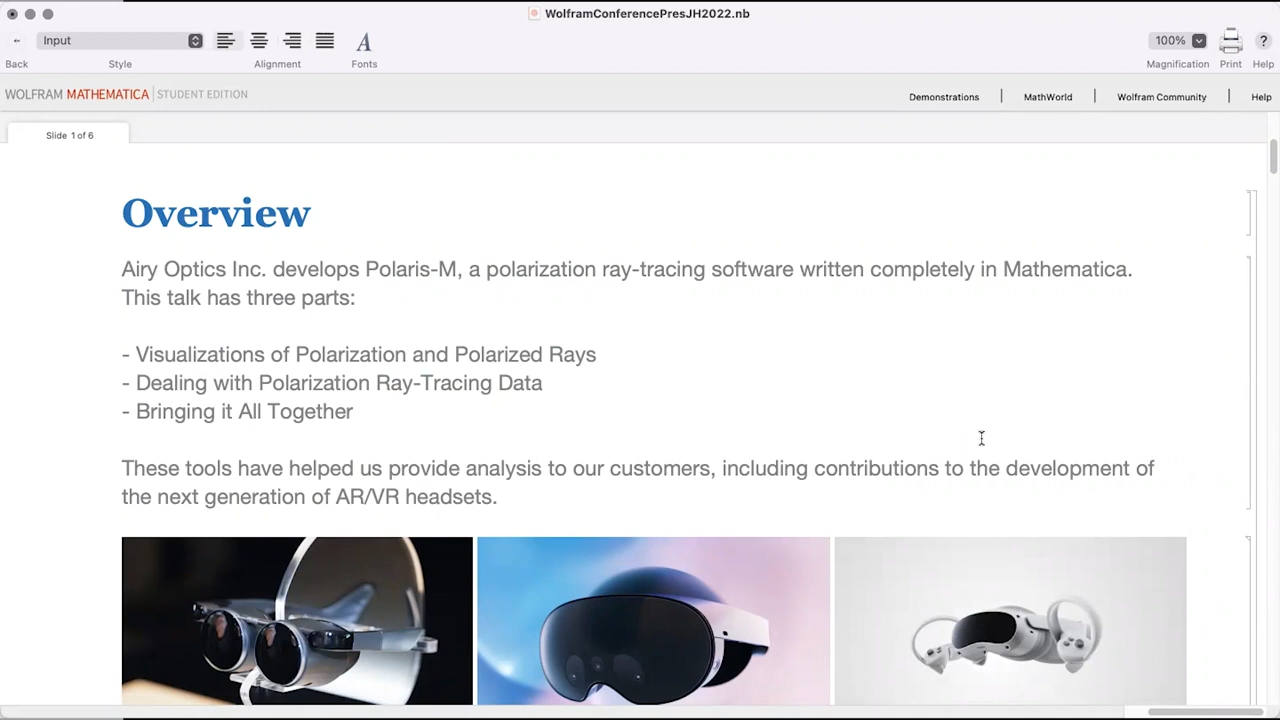 WolframConferencePresJH2022.nb
Input
100%
Back
Style
Alignment
Fonts
Magnification
Print
Help
WOLFRAM MATHEMATICA | STUDENT EDITION
Demonstrations
MathWorld
Wolfram Community
Help
Slide 1 of 6
Overview
Airy Optics Inc. develops Polaris-M, a polarization ray-tracing software written completely in Mathematica.
This talk has three parts:
- Visualizations of Polarization and Polarized Rays
- Dealing with Polarization Ray-Tracing Data
- Bringing it All Together
These tools have helped us provide analysis to our customers, including contributions to the development of
the next generation of AR/VR headsets.